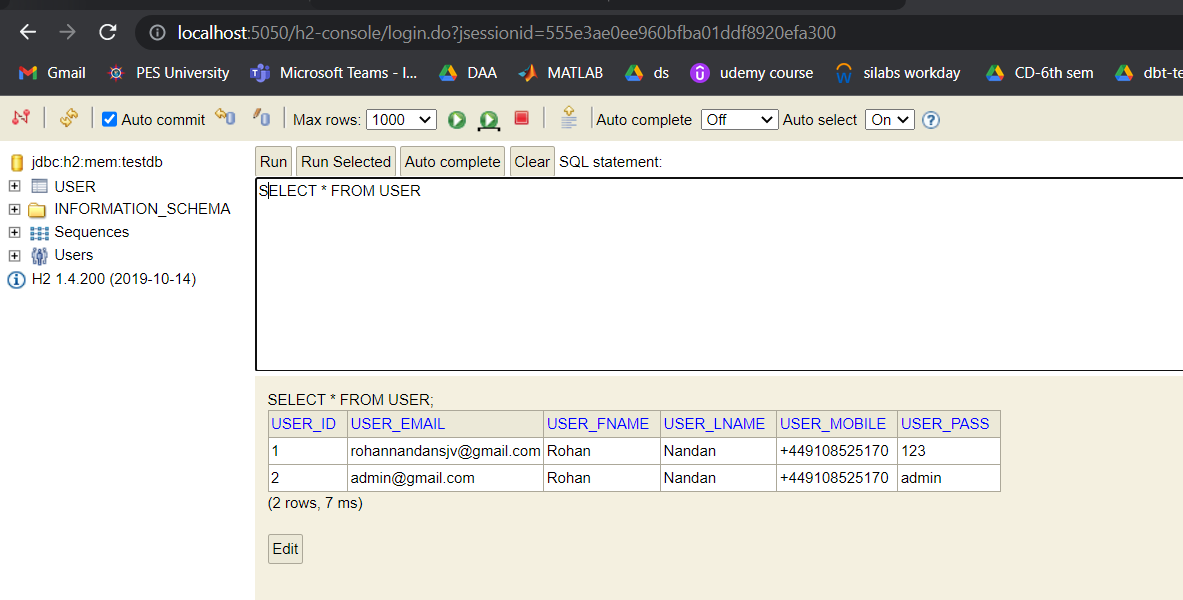 localhost:5050/h2-console/login.do?jsessionid=555e3ae0ee960bfba01ddf8920efa300
Gmail PES University Microsoft Teams - l... DAA MATLAB ds udemy course silabs workday CD-6th sem dbt-te
Auto commit Max rows: 1000 Auto complete Off Auto select On
jdbc:h2:mem:testdb
USER
INFORMATION_SCHEMA
Sequences
Users
H2 1.4.200 (2019-10-14)
Run Run Selected Auto complete Clear SQL statement:
SELECT * FROM USER
SELECT * FROM USER;
USER_ID USER_EMAIL USER_FNAME USER_LNAME USER_MOBILE USER_PASS
1 rohannandansjv@gmail.com Rohan Nandan +449108525170 123
2 admin@gmail.com Rohan Nandan +449108525170 admin
(2 rows, 7 ms)
Edit